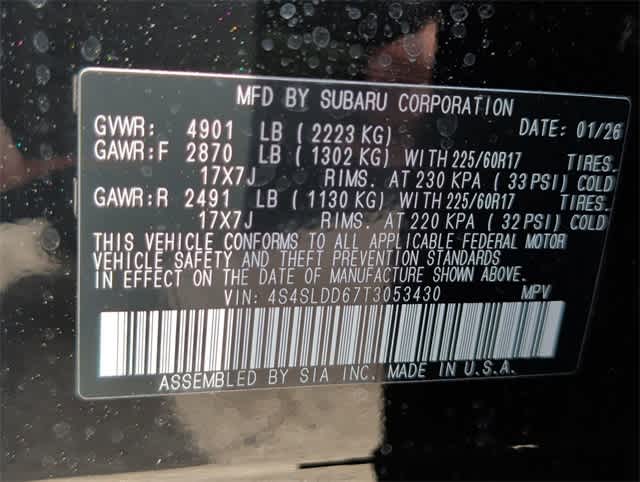 MFD BY SUBARU CORPORATION
GVWR: 4901 LB ( 2223 KG) DATE: 01/26
GAWR:F 2870 LB ( 1302 KG) WITH 225/60R17 TIRES.
17X7J RIMS. AT 230 KPA ( 33 PSI) COLD
GAWR:R 2491 LB ( 1130 KG) WITH 225/60R17 TIRES.
17X7J RIMS. AT 220 KPA ( 32 PSI) COLD
THIS VEHICLE CONFORMS TO ALL APPLICABLE FEDERAL MOTOR
VEHICLE SAFETY AND THEFT PREVENTION STANDARDS
IN EFFECT ON THE DATE OF MANUFACTURE SHOWN ABOVE.
VIN: 4S4SLDD67T3053430 MPV
ASSEMBLED BY SIA INC. MADE IN U.S.A.